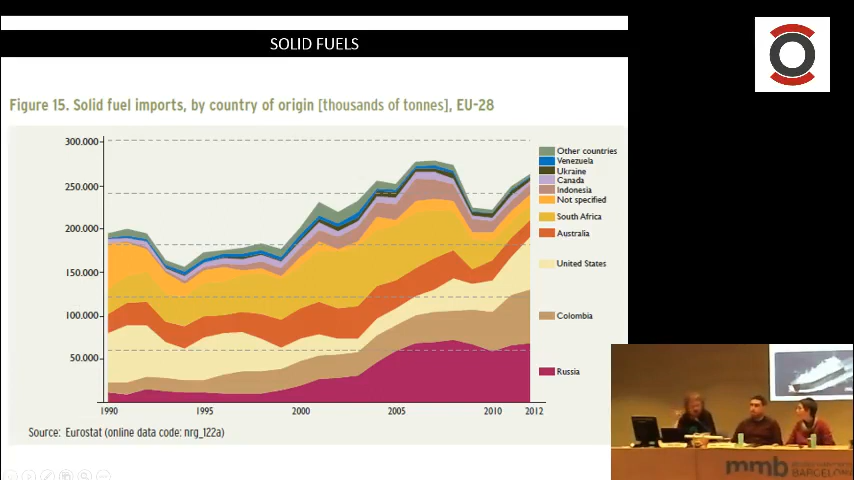 SOLID FUELS
Figure 15. Solid fuel imports, by country of origin [thousands of tonnes], EU-28
300.000
250.000
200.000
150.000
100.000
50.000
1990
1995
2000
2005
2010
2012
Other countries
Venezuela
Ukraine
Canada
Indonesia
Not specified
South Africa
Australia
United States
Colombia
Russia
Source: Eurostat (online data code: nrg_122a)
mmb
BARCELONA